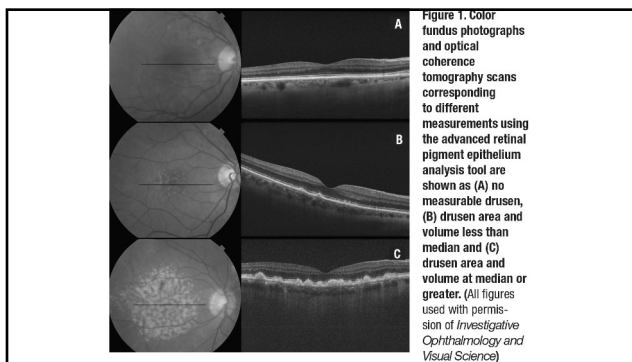 A
B
C
Figure 1. Color
fundus photographs
and optical
coherence
tomography scans
corresponding
to different
measurements using
the advanced retinal
pigment epithelium
analysis tool are
shown as (A) no
measurable drusen,
(B) drusen area and
volume less than
median and (C)
drusen area and
volume at median or
greater. (All figures
used with permis-
sion of Investigative
Ophthalmology and
Visual Science)